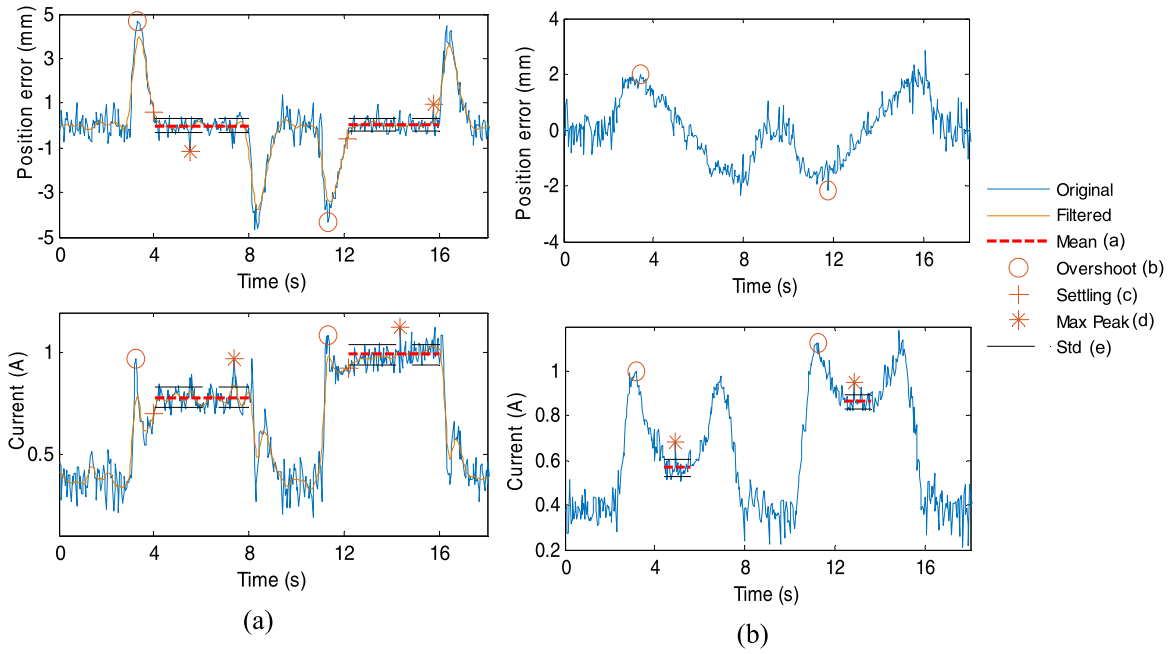 5
3
1
-1
-3
-5
Position error (mm)
0 4 8 12 16
Time (s)
4
2
0
-2
-4
Position error (mm)
0 4 8 12 16
Time (s)
Original
Filtered
Mean (a)
Overshoot (b)
Settling (c)
Max Peak (d)
Std (e)
1
0.5
Current (A)
0 4 8 12 16
Time (s)
(a)
1.2
1.0
0.8
0.6
0.4
0.2
Current (A)
0 4 8 12 16
Time (s)
(b)